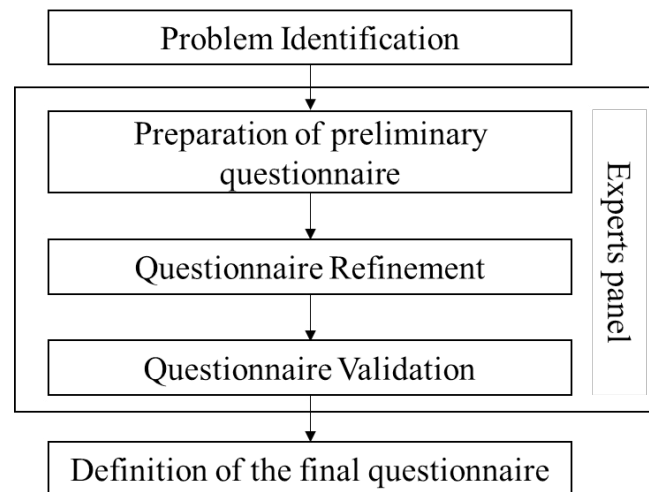 Problem Identification
Preparation of preliminary
questionnaire
Experts panel
Questionnaire Refinement
Questionnaire Validation
Definition of the final questionnaire